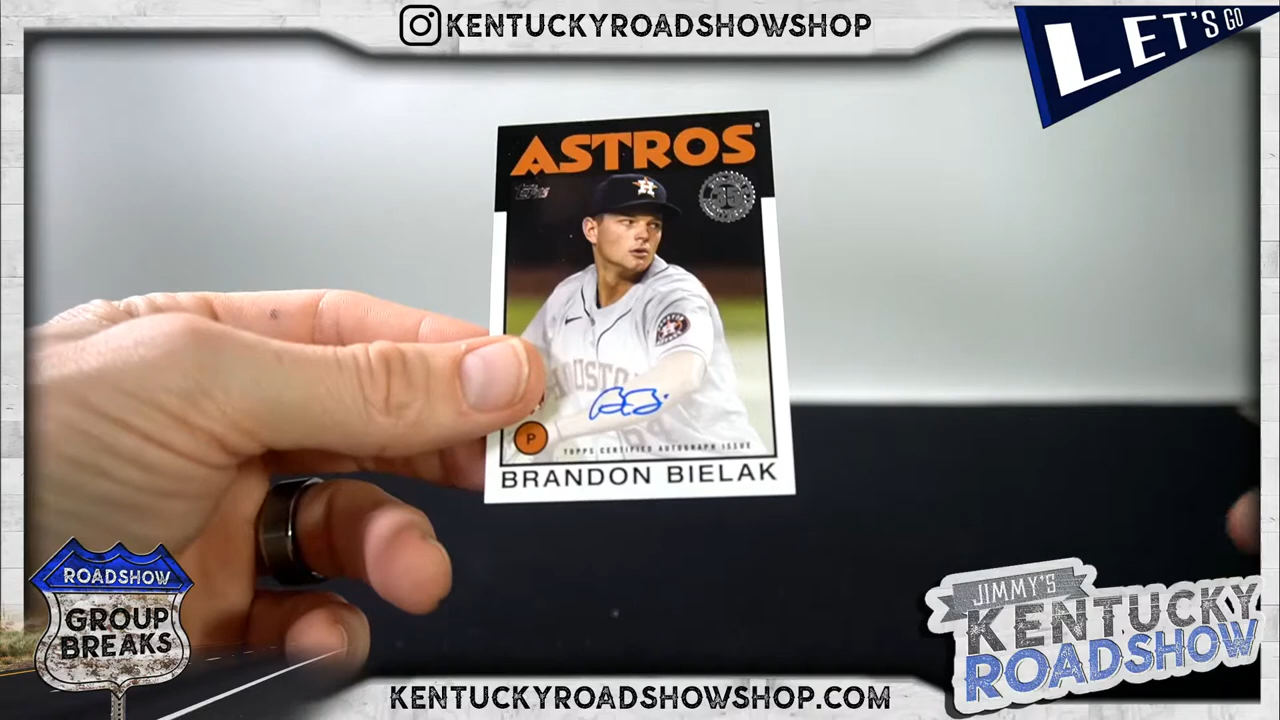 KENTUCKYROADSHOWSHOP
LET'S GO
ASTROS
Topps
35
HOUSTON
P
TOPPS CERTIFIED AUTOGRAPH ISSUE
BRANDON BIELAK
ROADSHOW
GROUP
BREAKS
JIMMY'S
KENTUCKY
ROADSHOW
KENTUCKYROADSHOWSHOP.COM